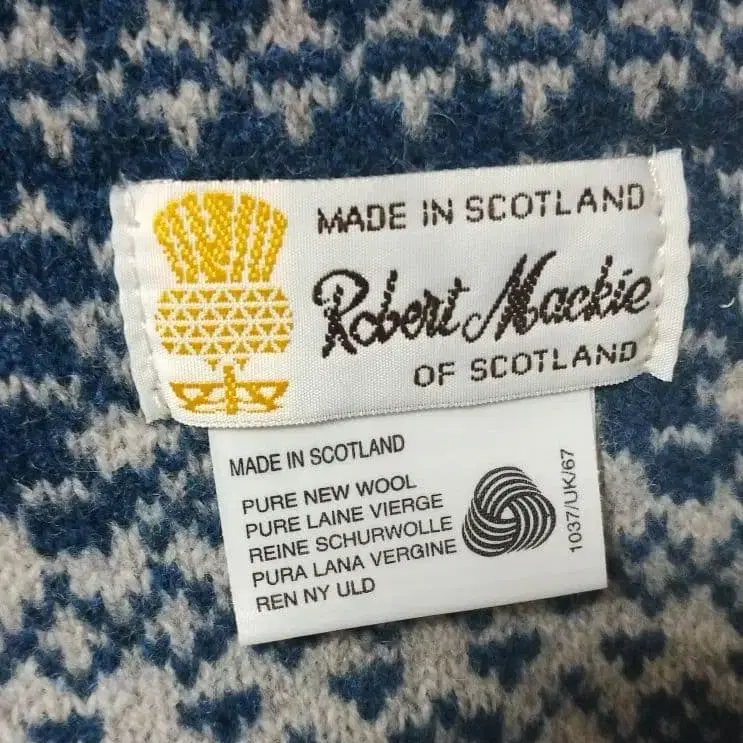 MADE IN SCOTLAND
Robert Mackie
OF SCOTLAND
MADE IN SCOTLAND
PURE NEW WOOL
PURE LAINE VIERGE
REINE SCHURWOLLE
PURA LANA VERGINE
REN NY ULD
1037/UK/67